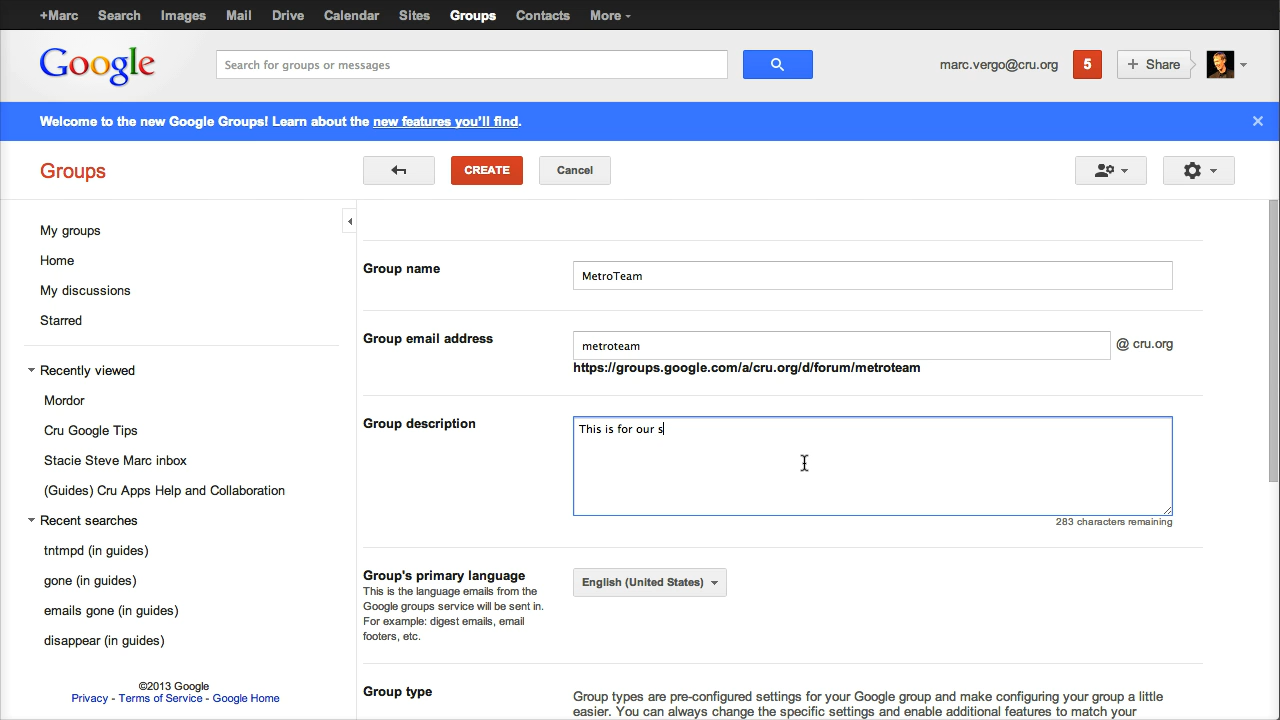 +Marc Search Images Mail Drive Calendar Sites Groups Contacts More
Google
Search for groups or messages
marc.vergo@cru.org
5
+ Share
Welcome to the new Google Groups! Learn about the new features you'll find.
Groups
CREATE
Cancel
My groups
Home
My discussions
Starred
Recently viewed
Mordor
Cru Google Tips
Stacie Steve Marc inbox
(Guides) Cru Apps Help and Collaboration
Recent searches
tntmpd (in guides)
gone (in guides)
emails gone (in guides)
disappear (in guides)
©2013 Google
Privacy - Terms of Service - Google Home
Group name
MetroTeam
Group email address
metroteam
@ cru.org
https://groups.google.com/a/cru.org/d/forum/metroteam
Group description
This is for our s
283 characters remaining
Group's primary language
This is the language emails from the
Google groups service will be sent in.
For example: digest emails, email
footers, etc.
English (United States)
Group type
Group types are pre-configured settings for your Google group and make configuring your group a little
easier. You can always change the specific settings and enable additional features to match your